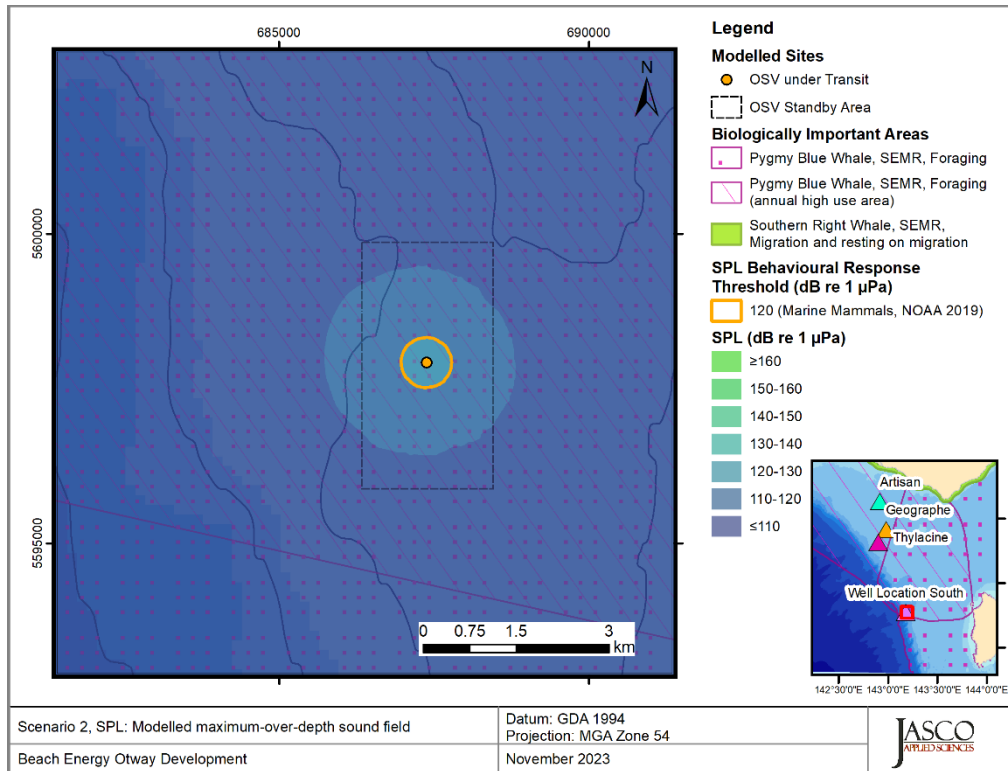 685000
690000
5600000
5595000
N
0 0.75 1.5 3
km
Legend
Modelled Sites
OSV under Transit
OSV Standby Area
Biologically Important Areas
Pygmy Blue Whale, SEMR, Foraging
Pygmy Blue Whale, SEMR, Foraging
(annual high use area)
Southern Right Whale, SEMR,
Migration and resting on migration
SPL Behavioural Response
Threshold (dB re 1 µPa)
120 (Marine Mammals, NOAA 2019)
SPL (dB re 1 µPa)
≥160
150-160
140-150
130-140
120-130
110-120
≤110
Artisan
Geographe
Thylacine
Well Location South
142°30'0"E 143°0'0"E 143°30'0"E 144°0'0"E
Scenario 2, SPL: Modelled maximum-over-depth sound field
Datum: GDA 1994
Projection: MGA Zone 54
Beach Energy Otway Development
November 2023
JASCO
APPLIED SCIENCES